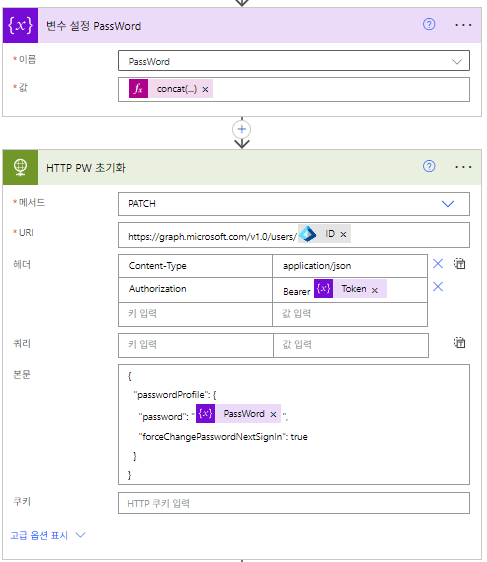 {x} 변수 설정 PassWord
* 이름 PassWord
* 값 fx concat(...) ×
HTTP PW 초기화
* 메서드 PATCH
* URI https://graph.microsoft.com/v1.0/users/ ID ×
헤더 Content-Type application/json
Authorization Bearer {x} Token ×
키 입력 값 입력
쿼리 키 입력 값 입력
본문 {
"passwordProfile": {
"password": " {x} PassWord × ",
"forceChangePasswordNextSignIn": true
}
}
쿠키 HTTP 쿠키 입력
고급 옵션 표시